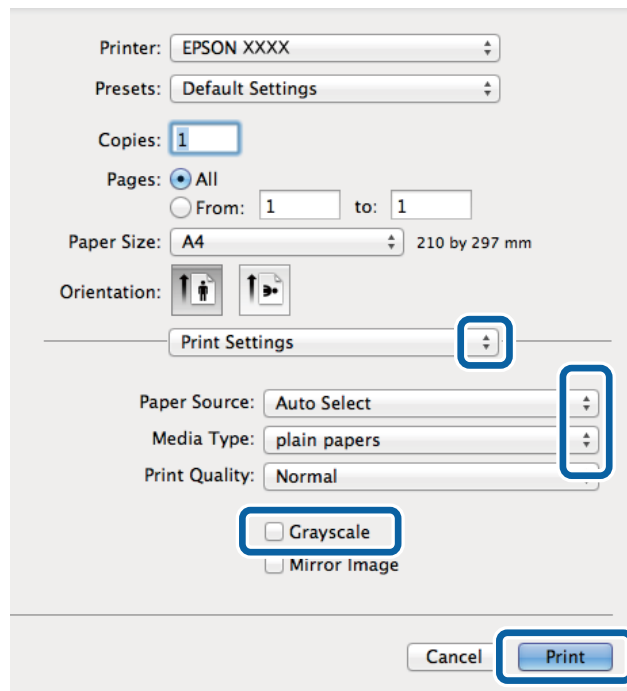 Printer: EPSON XXXX
Presets: Default Settings
Copies: 1
Pages: All
From: 1 to: 1
Paper Size: A4 210 by 297 mm
Orientation:
Print Settings
Paper Source: Auto Select
Media Type: plain papers
Print Quality: Normal
Grayscale
Mirror Image
Cancel Print